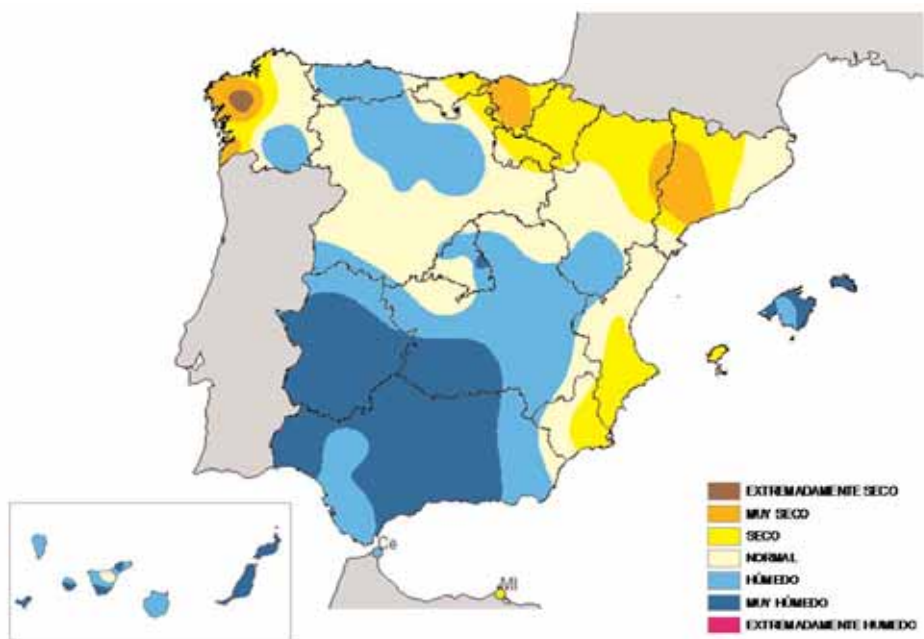 Ce
Ml
EXTREMADAMENTE SECO
MUY SECO
SECO
NORMAL
HÚMEDO
MUY HÚMEDO
EXTREMADAMENTE HUMEDO